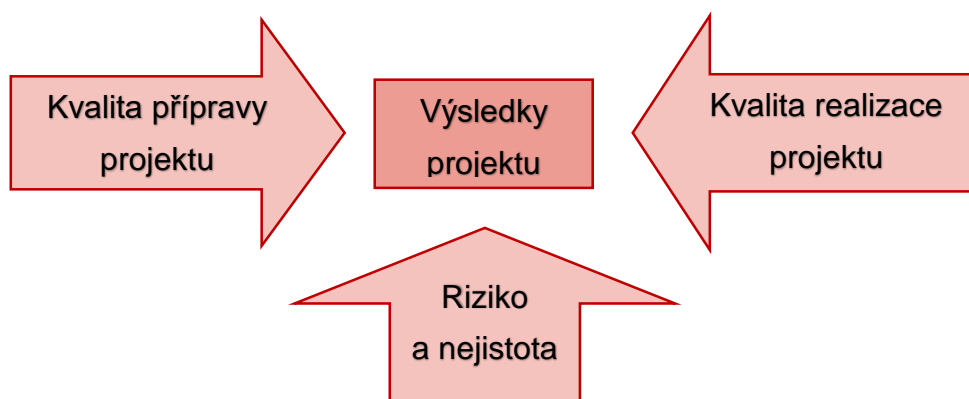 Kvalita přípravy
projektu
Výsledky
projektu
Kvalita realizace
projektu
Riziko
a nejistota